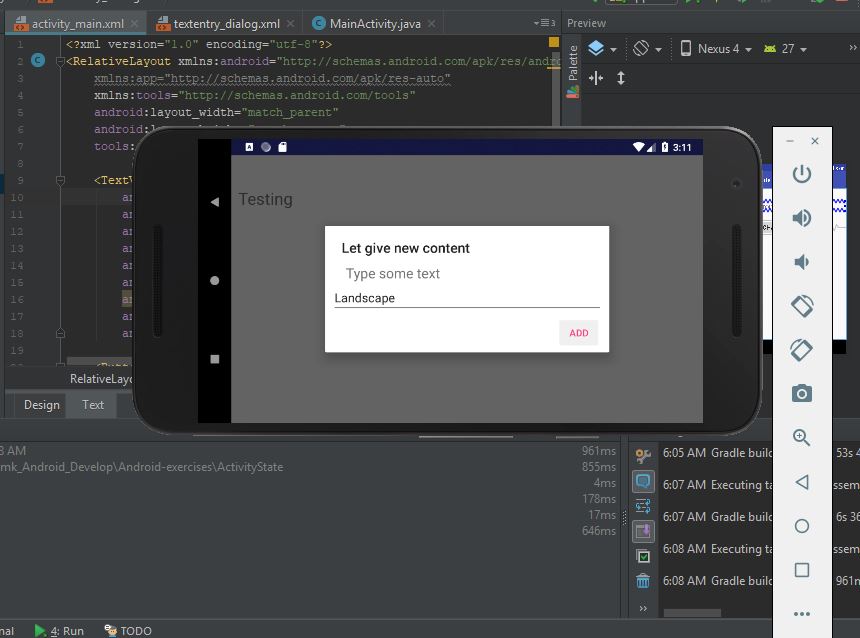 activity_main.xml
textentry_dialog.xml
MainActivity.java
3
Preview
Palette
Nexus 4
27
1 <?xml version="1.0" encoding="utf-8"?>
2 <RelativeLayout xmlns:android="http://schemas.android.com/apk/res/andro
3 xmlns:app="http://schemas.android.com/apk/res-auto"
4 xmlns:tools="http://schemas.android.com/tools"
5 android:layout_width="match_parent"
6
7 tools:
8
9 <TextV
10 an
11 an
12 an
13 an
14 an
15 an
16 an
17 an
18 an
19
3:11
Testing
Let give new content
Type some text
Landscape
ADD
RelativeLayo
Design
Text
8 AM
mk_Android_Develop\Android-exercises\ActivityState
961ms
855ms
4ms
178ms
17ms
646ms
6:05 AM Gradle build
53s 4
6:07 AM Executing ta
ssem
6:07 AM Gradle build
6s 36
6:08 AM Executing ta
ssem
6:08 AM Gradle build
961m
nal
4: Run
TODO